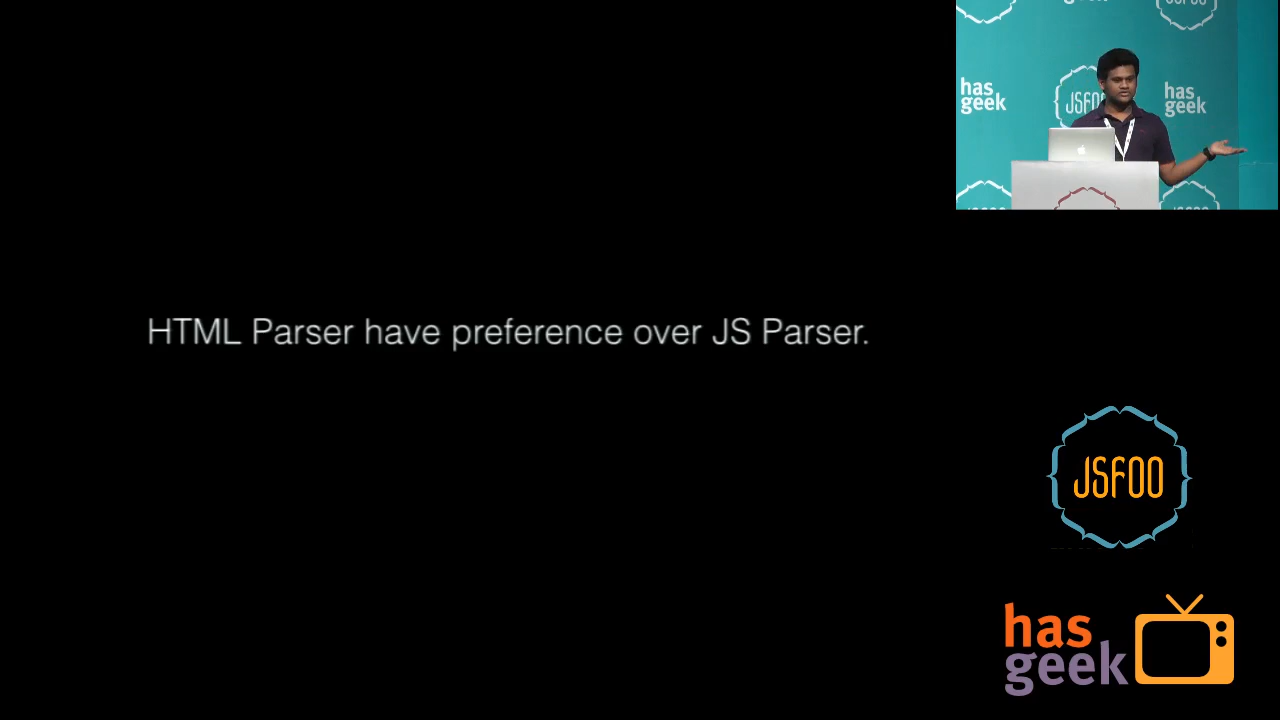 has
geek
JSFOO
has
geek
HTML Parser have preference over JS Parser.
JSFOO
has
geek